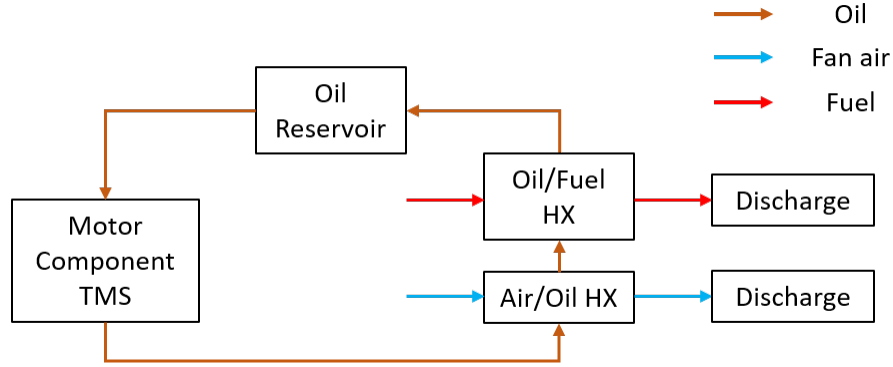 Oil
Fan air
Fuel
Oil
Reservoir
Oil/Fuel
HX
Discharge
Motor
Component
TMS
Air/Oil HX
Discharge